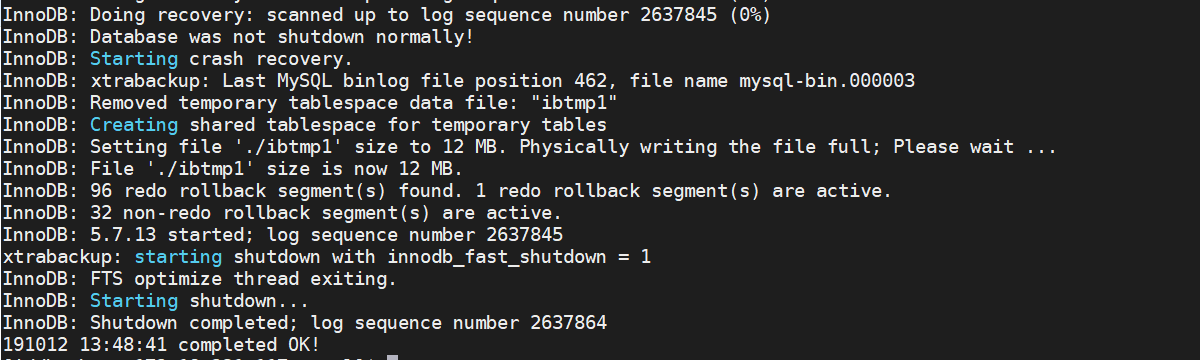 InnoDB: Doing recovery: scanned up to log sequence number 2637845 (0%)
InnoDB: Database was not shutdown normally!
InnoDB: Starting crash recovery.
InnoDB: xtrabackup: Last MySQL binlog file position 462, file name mysql-bin.000003
InnoDB: Removed temporary tablespace data file: "ibtmp1"
InnoDB: Creating shared tablespace for temporary tables
InnoDB: Setting file './ibtmp1' size to 12 MB. Physically writing the file full; Please wait ...
InnoDB: File './ibtmp1' size is now 12 MB.
InnoDB: 96 redo rollback segment(s) found. 1 redo rollback segment(s) are active.
InnoDB: 32 non-redo rollback segment(s) are active.
InnoDB: 5.7.13 started; log sequence number 2637845
xtrabackup: starting shutdown with innodb_fast_shutdown = 1
InnoDB: FTS optimize thread exiting.
InnoDB: Starting shutdown...
InnoDB: Shutdown completed; log sequence number 2637864
191012 13:48:41 completed OK!